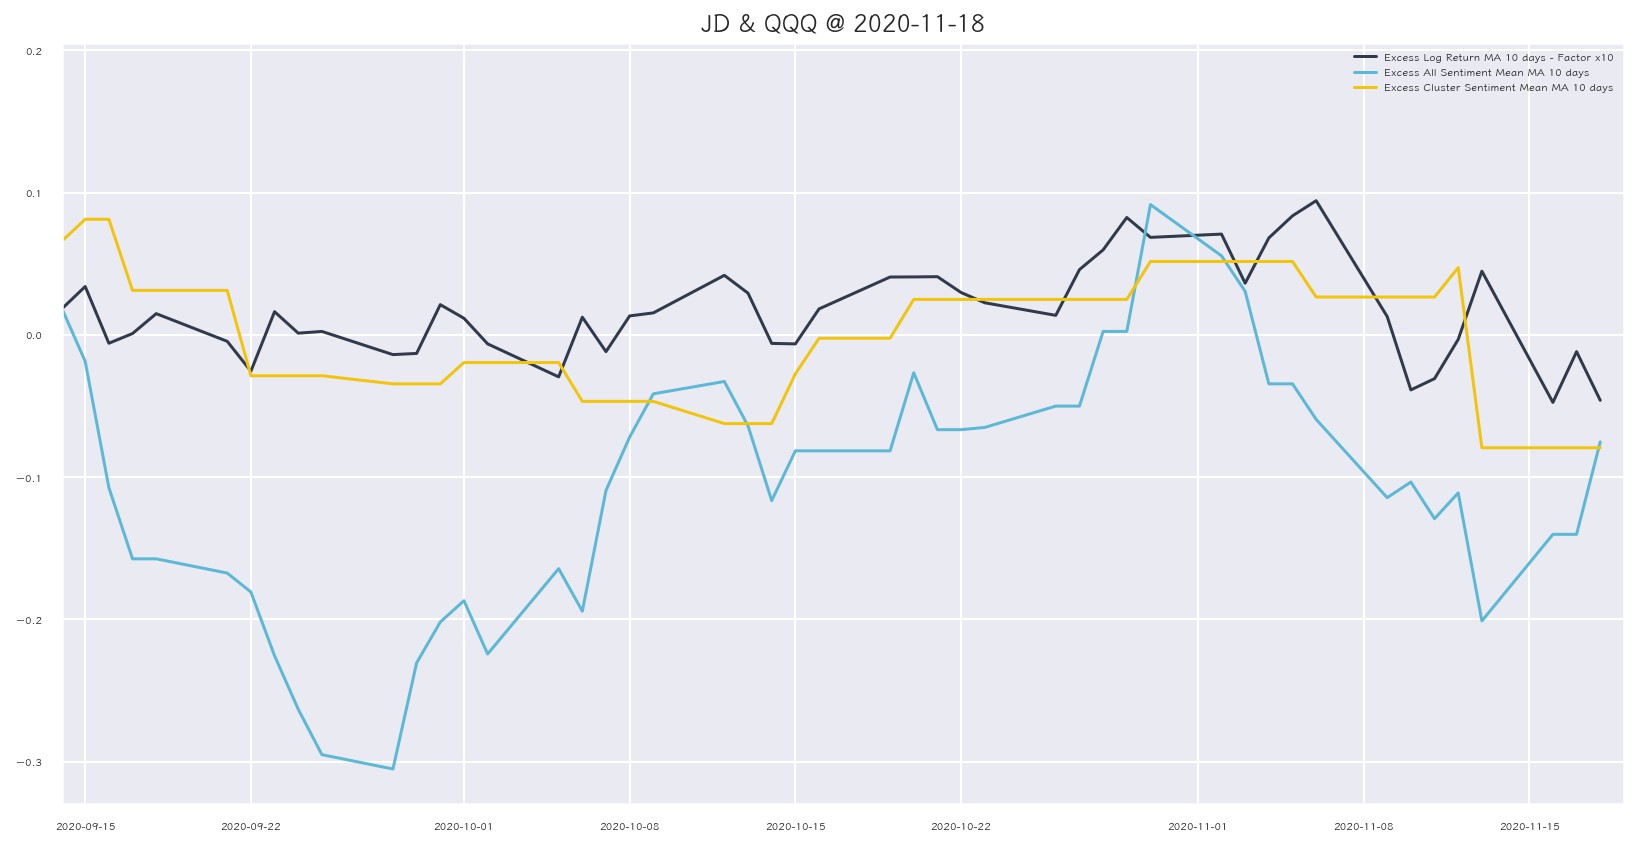 JD & QQQ @ 2020-11-18
Excess Log Return MA 10 days - Factor x10
Excess All Sentiment Mean MA 10 days
Excess Cluster Sentiment Mean MA 10 days
0.2
0.1
0.0
−0.1
−0.2
−0.3
2020-09-15 2020-09-22 2020-10-01 2020-10-08 2020-10-15 2020-10-22 2020-11-01 2020-11-08 2020-11-15